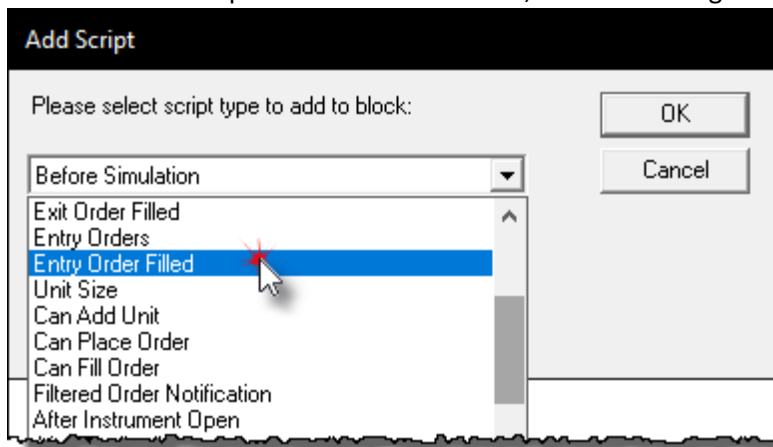 Add Script
Please select script type to add to block:
OK
Before Simulation
Cancel
Exit Order Filled
Entry Orders
Entry Order Filled
Unit Size
Can Add Unit
Can Place Order
Can Fill Order
Filtered Order Notification
After Instrument Open